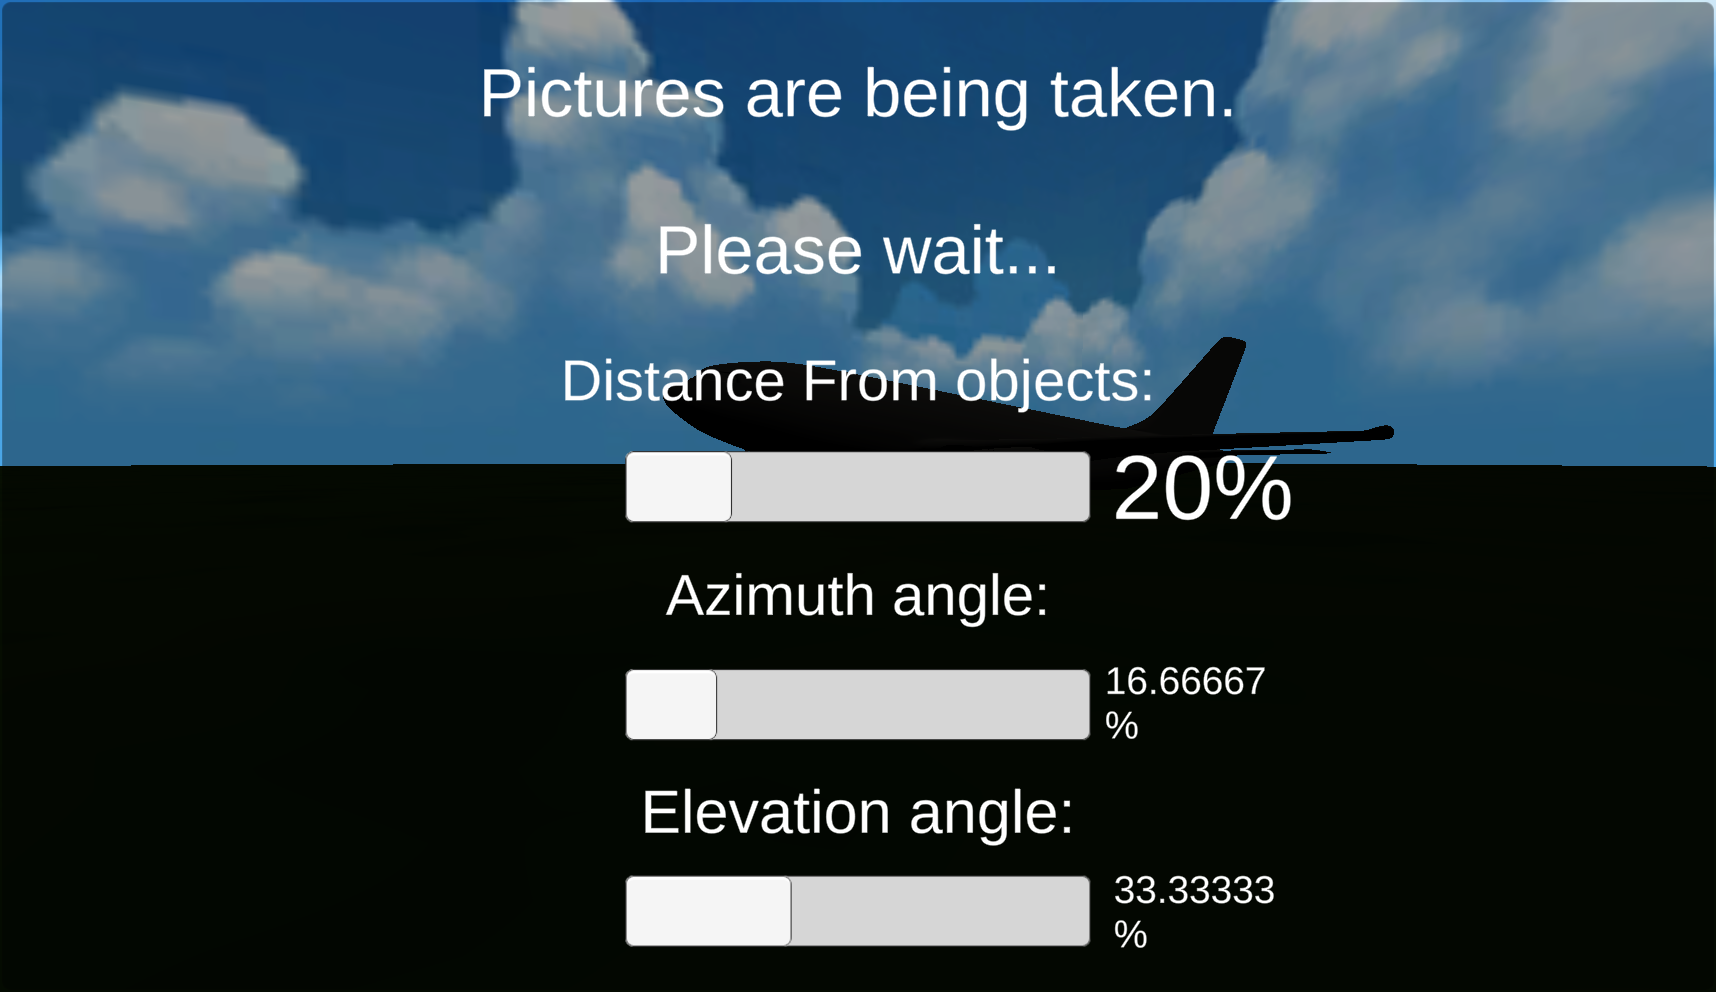 Pictures are being taken.
Please wait...
Distance From objects:
20%
Azimuth angle:
16.66667
%
Elevation angle:
33.33333
%